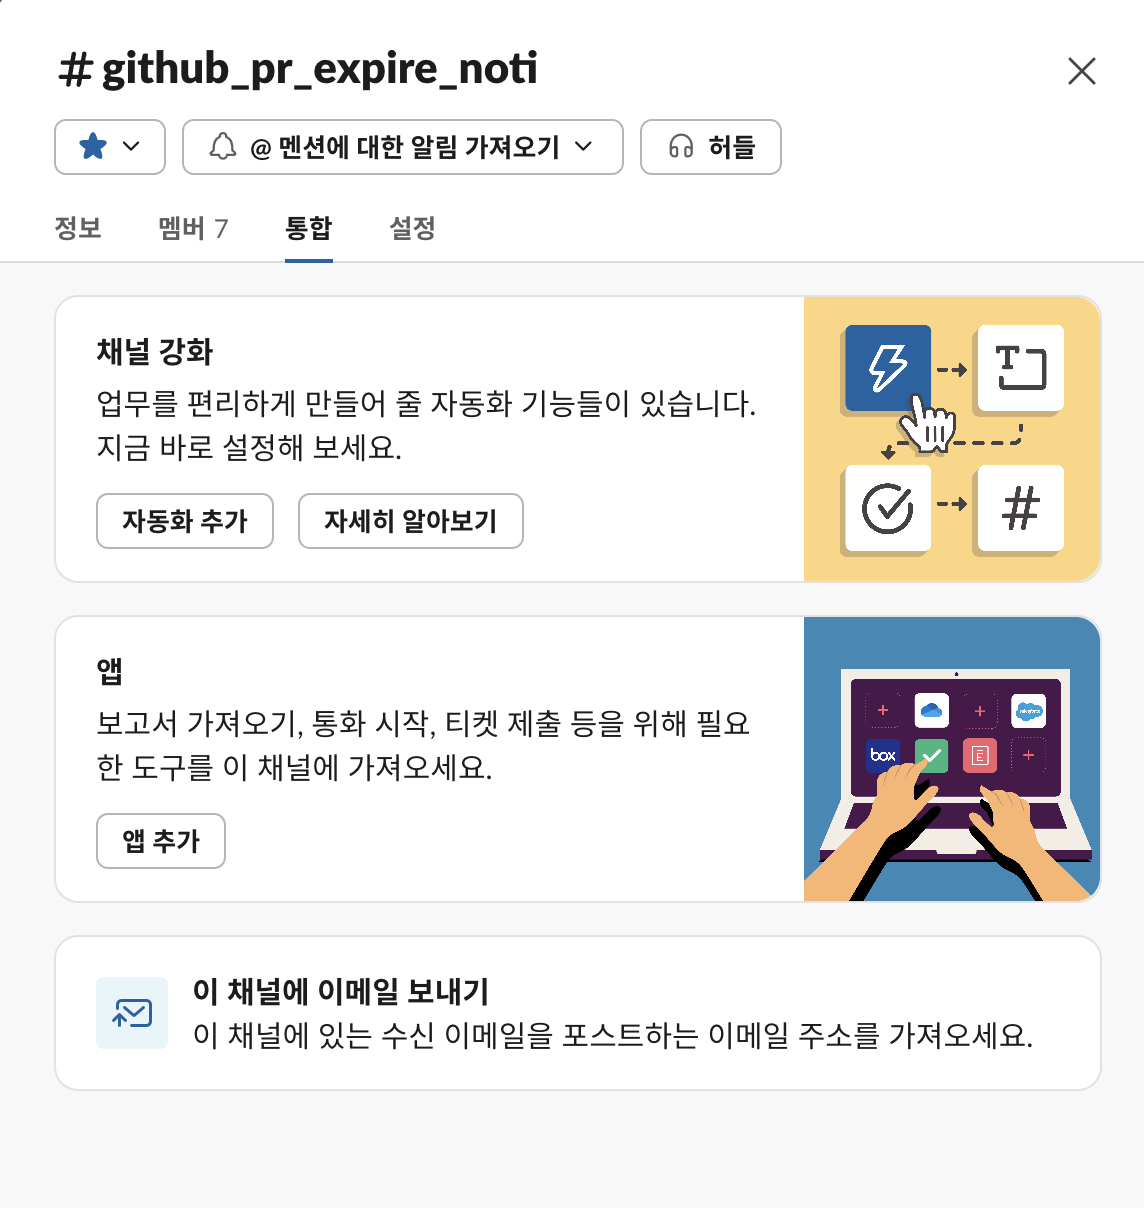 # github_pr_expire_noti
@ 멘션에 대한 알림 가져오기
허들
정보
멤버 7
통합
설정
채널 강화
업무를 편리하게 만들어 줄 자동화 기능들이 있습니다.
지금 바로 설정해 보세요.
자동화 추가
자세히 알아보기
T
#
앱
보고서 가져오기, 통화 시작, 티켓 제출 등을 위해 필요
한 도구를 이 채널에 가져오세요.
앱 추가
salesforce
box
E
이 채널에 이메일 보내기
이 채널에 있는 수신 이메일을 포스트하는 이메일 주소를 가져오세요.